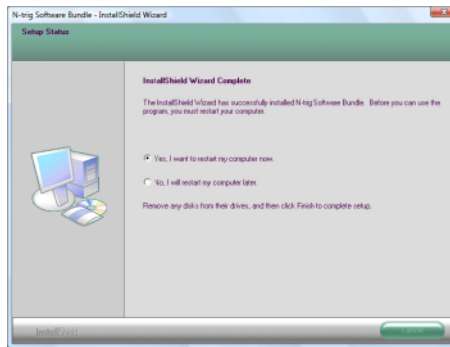 N-trig Software Bundle - InstallShield Wizard
Setup Status
InstallShield Wizard Complete
The InstallShield Wizard has successfully installed N-trig Software Bundle. Before you can use the
program, you must restart your computer.
Yes, I want to restart my computer now.
No, I will restart my computer later.
Remove any disks from their drives, and then click Finish to complete setup.
InstallShield